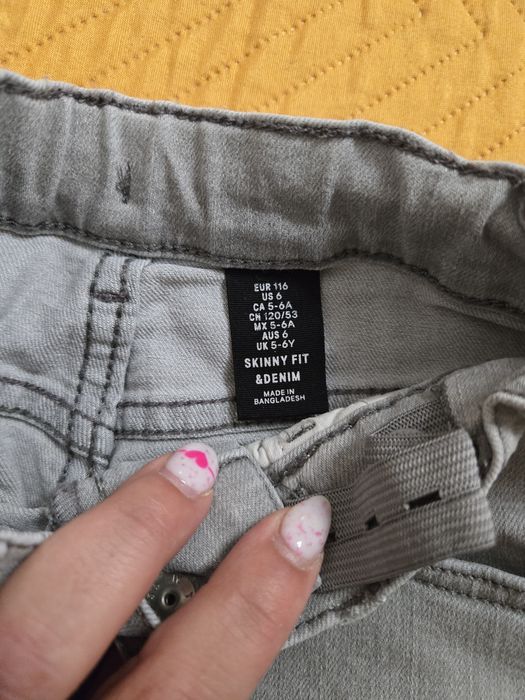 EUR 116
US 6
CA 5-6A
CN 120/53
MX 5-6A
AUS 6
UK 5-6Y
SKINNY FIT
&DENIM
MADE IN
BANGLADESH